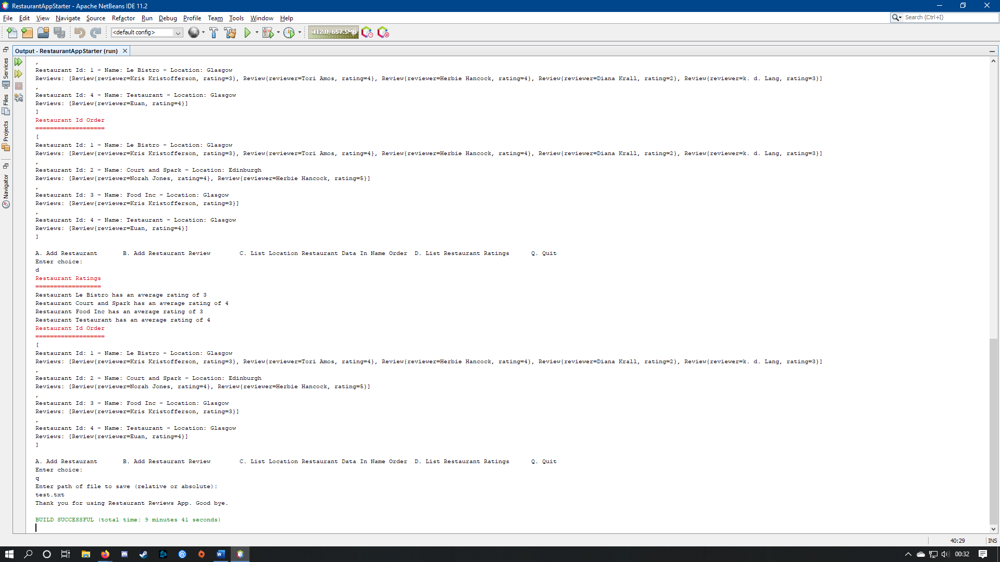 RestaurantAppStarter - Apache NetBeans IDE 11.2
File Edit View Navigate Source Refactor Run Debug Profile Team Tools Window Help
Search (Ctrl+I)
<default config>
412.0/657.5MB
Output - RestaurantAppStarter (run)
Services
Files
Projects
Navigator
,
Restaurant Id: 1 - Name: Le Bistro - Location: Glasgow
Reviews: [Review{reviewer=Kris Kristofferson, rating=3}, Review{reviewer=Tori Amos, rating=4}, Review{reviewer=Herbie Hancock, rating=4}, Review{reviewer=Diana Krall, rating=2}, Review{reviewer=k. d. Lang, rating=3}]
,
Restaurant Id: 4 - Name: Testaurant - Location: Glasgow
Reviews: [Review{reviewer=Euan, rating=4}]
]
Restaurant Id Order
===================
[
Restaurant Id: 1 - Name: Le Bistro - Location: Glasgow
Reviews: [Review{reviewer=Kris Kristofferson, rating=3}, Review{reviewer=Tori Amos, rating=4}, Review{reviewer=Herbie Hancock, rating=4}, Review{reviewer=Diana Krall, rating=2}, Review{reviewer=k. d. Lang, rating=3}]
,
Restaurant Id: 2 - Name: Court and Spark - Location: Edinburgh
Reviews: [Review{reviewer=Norah Jones, rating=4}, Review{reviewer=Herbie Hancock, rating=5}]
,
Restaurant Id: 3 - Name: Food Inc - Location: Glasgow
Reviews: [Review{reviewer=Kris Kristofferson, rating=3}]
,
Restaurant Id: 4 - Name: Testaurant - Location: Glasgow
Reviews: [Review{reviewer=Euan, rating=4}]
]
A. Add Restaurant B. Add Restaurant Review C. List Location Restaurant Data In Name Order D. List Restaurant Ratings Q. Quit
Enter choice:
d
Restaurant Ratings
==================
Restaurant Le Bistro has an average rating of 3
Restaurant Court and Spark has an average rating of 4
Restaurant Food Inc has an average rating of 3
Restaurant Testaurant has an average rating of 4
Restaurant Id Order
===================
[
Restaurant Id: 1 - Name: Le Bistro - Location: Glasgow
Reviews: [Review{reviewer=Kris Kristofferson, rating=3}, Review{reviewer=Tori Amos, rating=4}, Review{reviewer=Herbie Hancock, rating=4}, Review{reviewer=Diana Krall, rating=2}, Review{reviewer=k. d. Lang, rating=3}]
,
Restaurant Id: 2 - Name: Court and Spark - Location: Edinburgh
Reviews: [Review{reviewer=Norah Jones, rating=4}, Review{reviewer=Herbie Hancock, rating=5}]
,
Restaurant Id: 3 - Name: Food Inc - Location: Glasgow
Reviews: [Review{reviewer=Kris Kristofferson, rating=3}]
,
Restaurant Id: 4 - Name: Testaurant - Location: Glasgow
Reviews: [Review{reviewer=Euan, rating=4}]
]
A. Add Restaurant B. Add Restaurant Review C. List Location Restaurant Data In Name Order D. List Restaurant Ratings Q. Quit
Enter choice:
q
Enter path of file to save (relative or absolute):
test.txt
Thank you for using Restaurant Reviews App. Good bye.
BUILD SUCCESSFUL (total time: 9 minutes 41 seconds)
40:29 INS
00:32